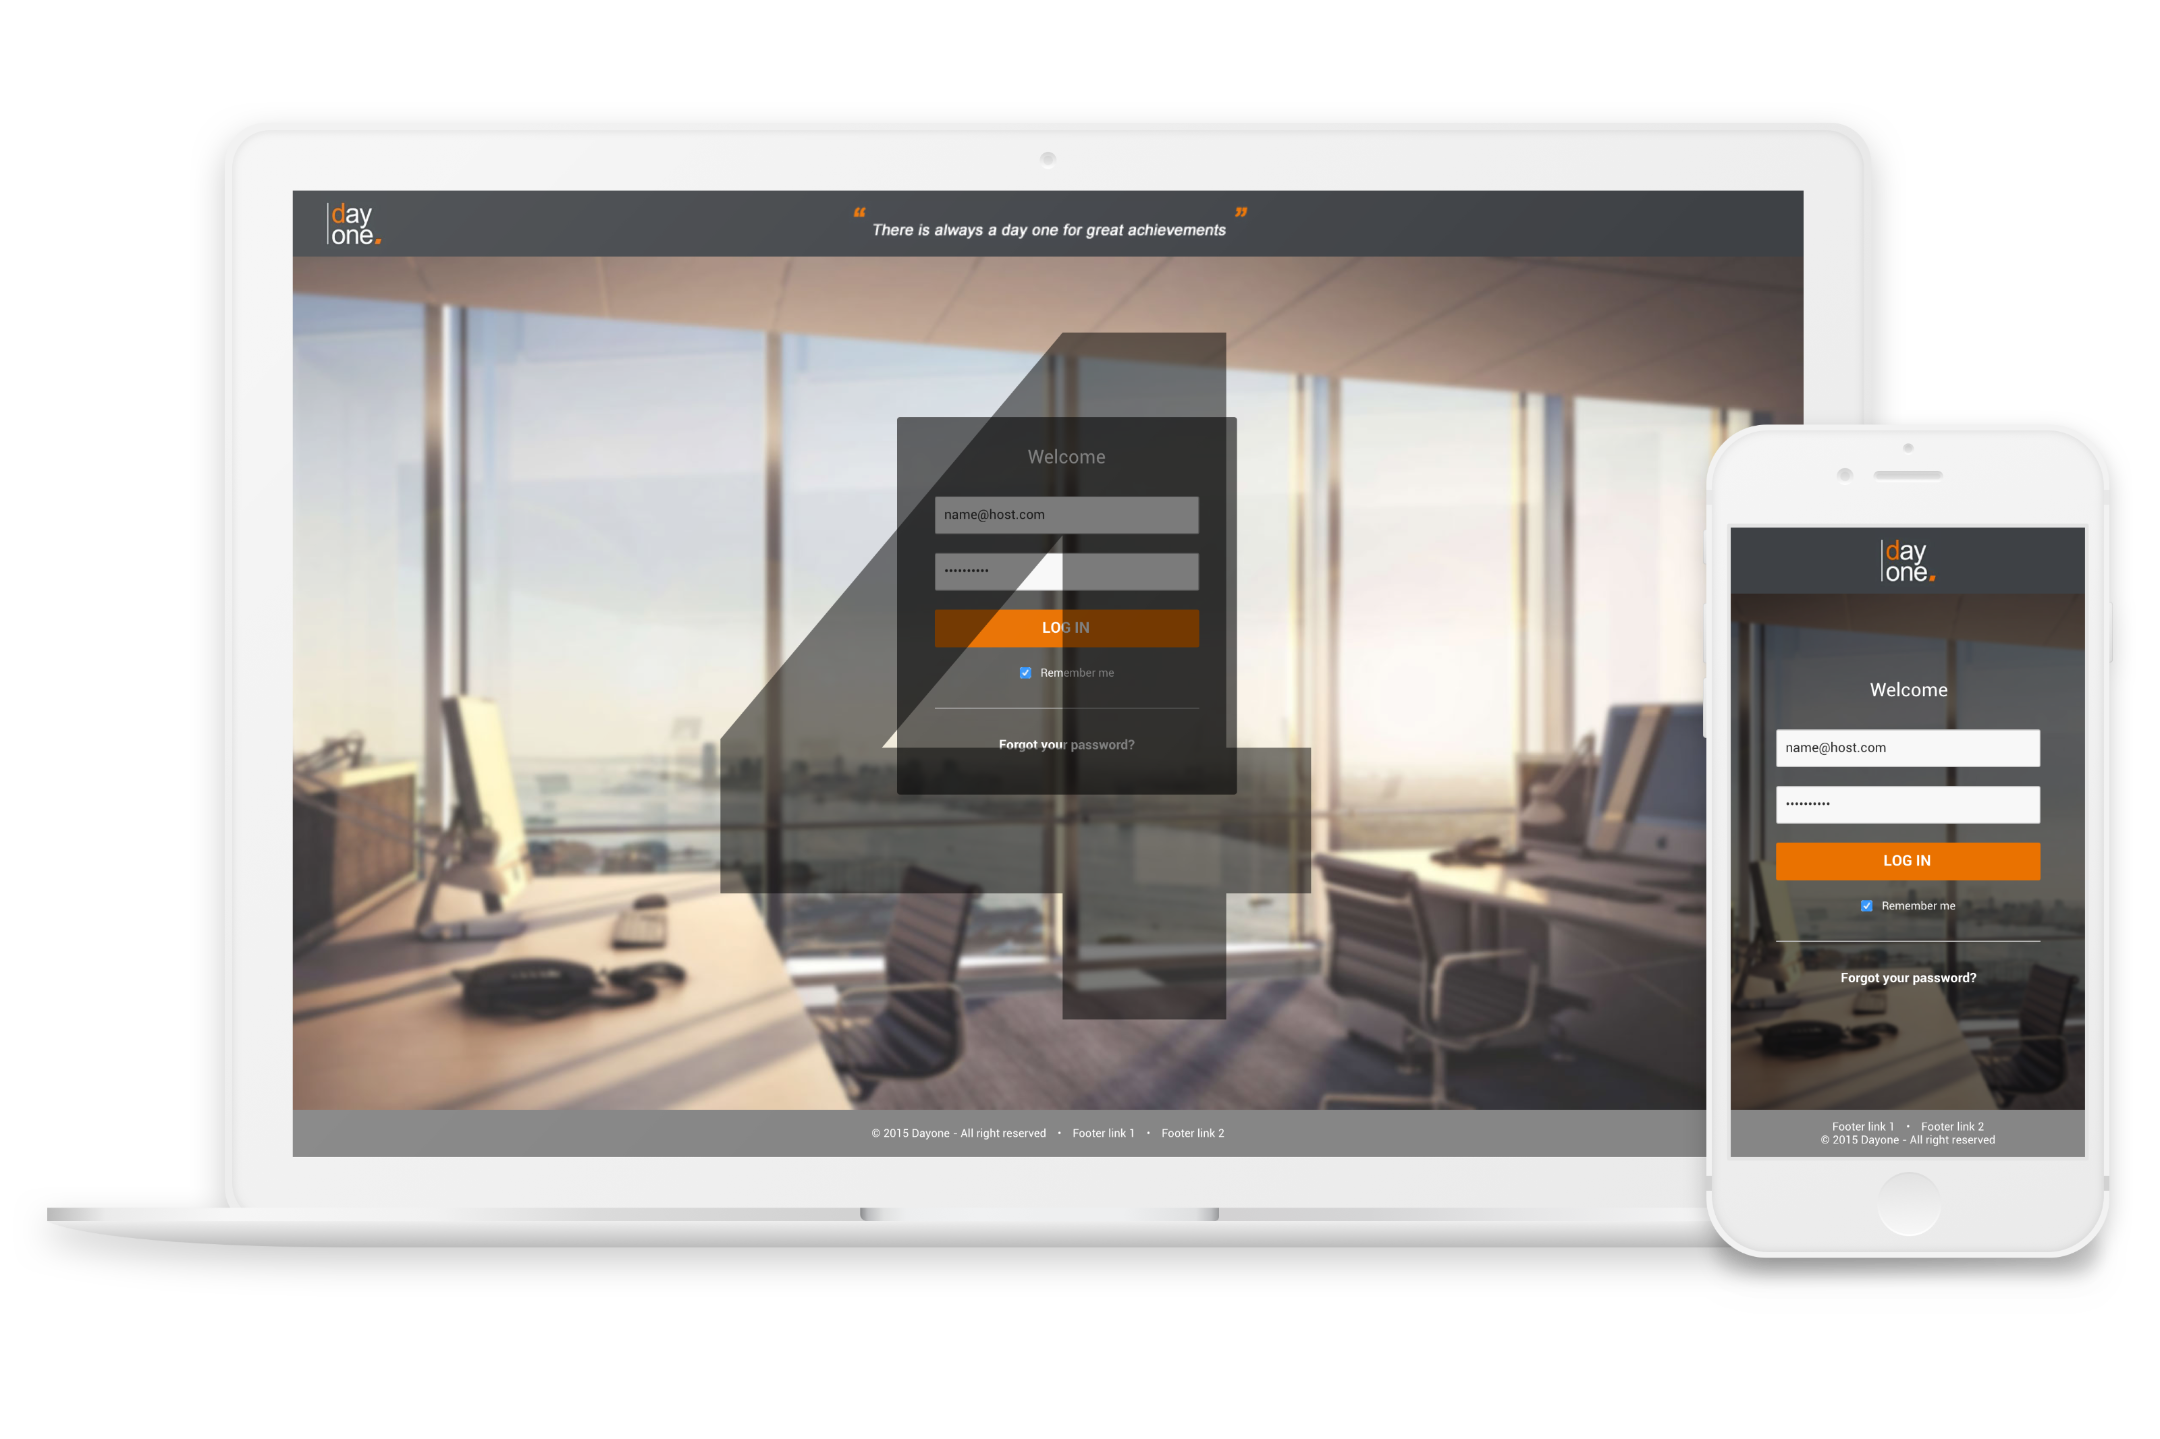 day
one.
“ There is always a day one for great achievements ”
4
Welcome
name@host.com
••••••••••
LOG IN
Remember me
Forgot your password?
© 2015 Dayone - All right reserved • Footer link 1 • Footer link 2
day
one.
Welcome
name@host.com
••••••••••
LOG IN
Remember me
Forgot your password?
Footer link 1 • Footer link 2
© 2015 Dayone - All right reserved